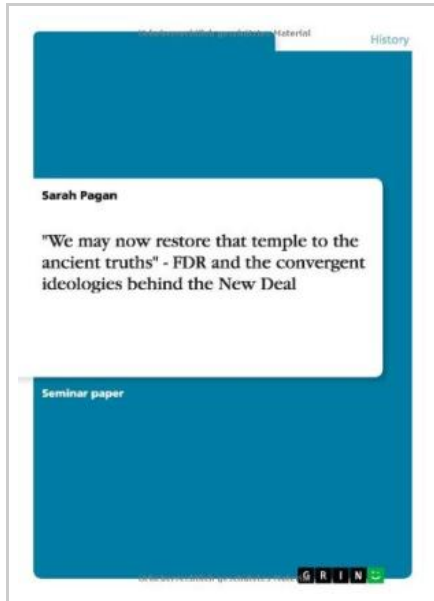 History
Sarah Pagan
"We may now restore that temple to the
ancient truths" - FDR and the convergent
ideologies behind the New Deal
Seminar paper
GRIN